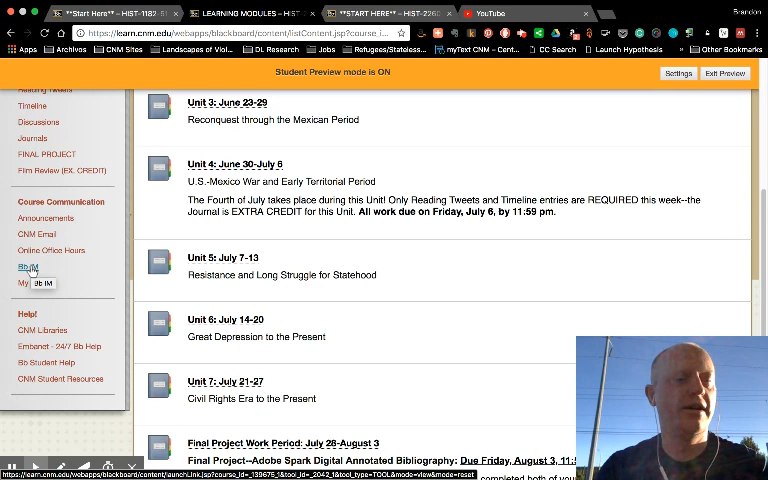 **Start Here** – HIST-1182-51
LEARNING MODULES – HIST-
**START HERE** – HIST-2260
YouTube
Brandon
https://learn.cnm.edu/webapps/blackboard/content/listContent.jsp?course_i
Apps Archivos CNM Sites Landscapes of Viol... DL Research Jobs Refugees/Stateless... myText CNM – Cent... CC Search Launch Hypothesis » Other Bookmarks
Student Preview mode is ON
Settings Exit Preview
Reading Tweets
Timeline
Discussions
Journals
FINAL PROJECT
Film Review (EX. CREDIT)
Course Communication
Announcements
CNM Email
Online Office Hours
Bb IM
My
Bb IM
Help!
CNM Libraries
Embanet - 24/7 Bb Help
Bb Student Help
CNM Student Resources
Unit 3: June 23-29
Reconquest through the Mexican Period
Unit 4: June 30-July 6
U.S.-Mexico War and Early Territorial Period
The Fourth of July takes place during this Unit! Only Reading Tweets and Timeline entries are REQUIRED this week--the
Journal is EXTRA CREDIT for this Unit. All work due on Friday, July 6, by 11:59 pm.
Unit 5: July 7-13
Resistance and Long Struggle for Statehood
Unit 6: July 14-20
Great Depression to the Present
Unit 7: July 21-27
Civil Rights Era to the Present
Final Project Work Period: July 28-August 3
Final Project--Adobe Spark Digital Annotated Bibliography: Due Friday, August 3, 11:5
completed both of your
https://learn.cnm.edu/webapps/blackboard/content/launchLink.jsp?course_id=_139675_1&tool_id=_2042_1&tool_type=TOOL&mode=view&mode=reset